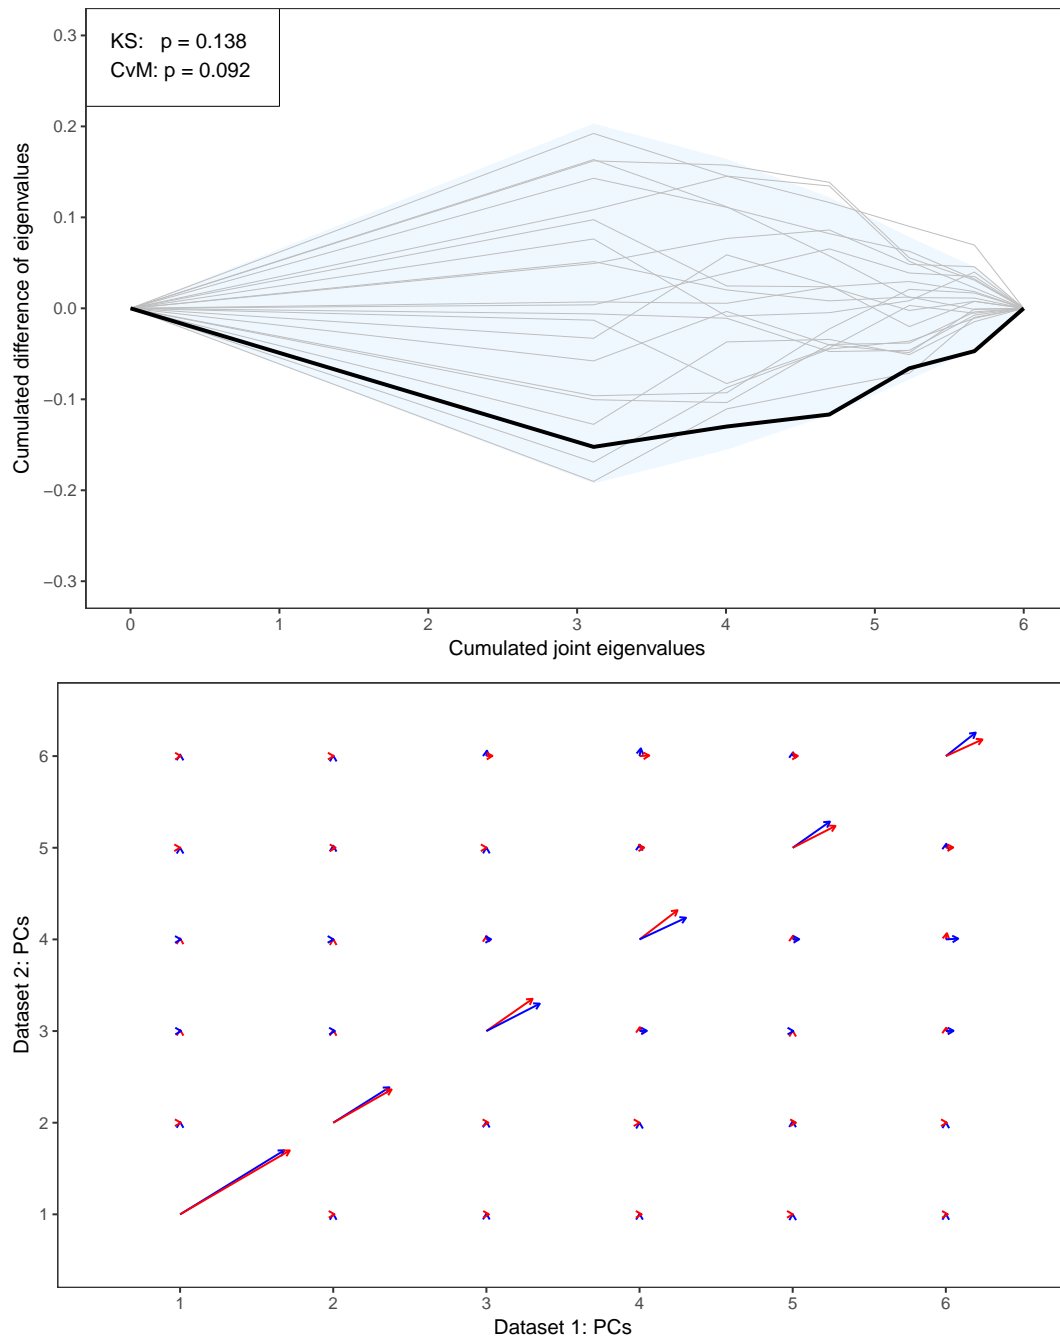 KS: p = 0.138
CvM: p = 0.092
Cumulated difference of eigenvalues
0.3
0.2
0.1
0.0
−0.1
−0.2
−0.3
0 1 2 3 4 5 6
Cumulated joint eigenvalues
Dataset 2: PCs
6
5
4
3
2
1
1 2 3 4 5 6
Dataset 1: PCs